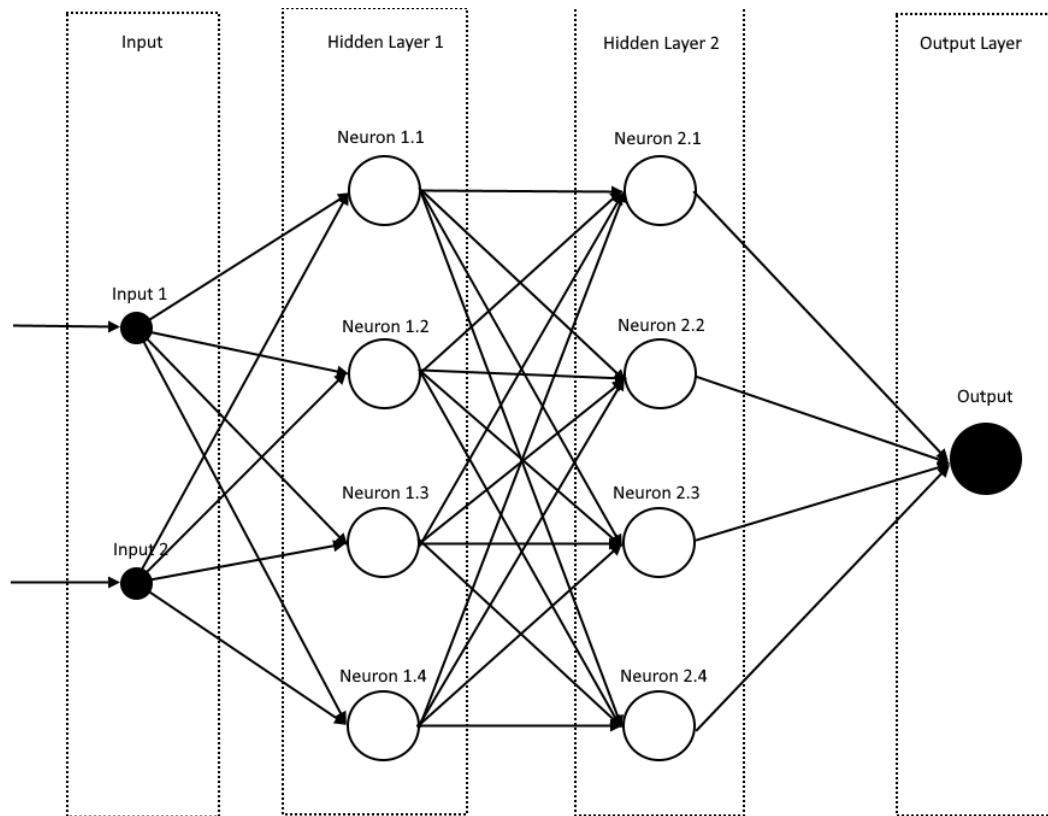 Input
Hidden Layer 1
Hidden Layer 2
Output Layer
Neuron 1.1
Neuron 2.1
Input 1
Neuron 1.2
Neuron 2.2
Output
Neuron 1.3
Neuron 2.3
Input 2
Neuron 1.4
Neuron 2.4